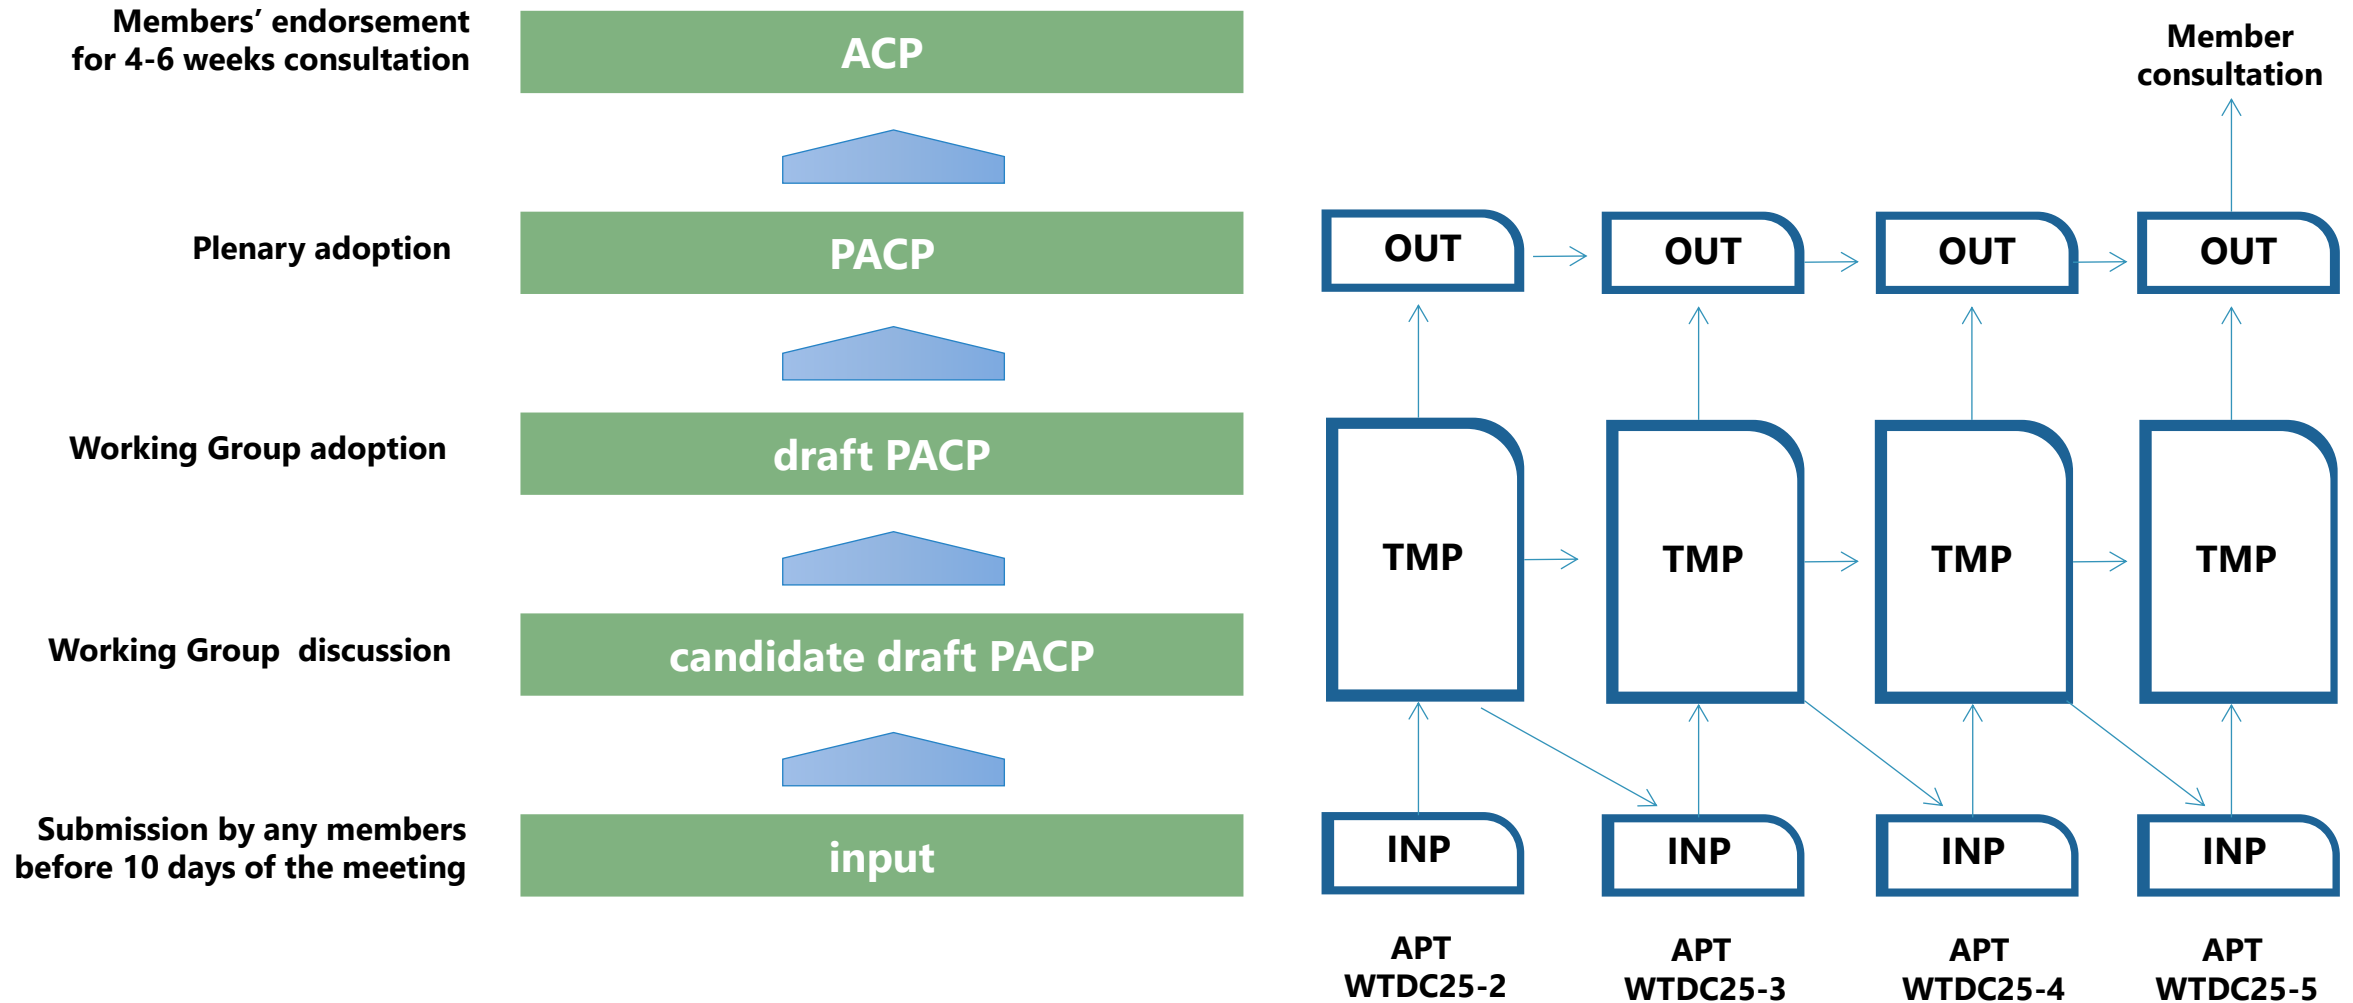 Members’ endorsement
for 4-6 weeks consultation
ACP
Member
consultation
Plenary adoption
PACP
OUT
OUT
OUT
OUT
Working Group adoption
draft PACP
TMP
TMP
TMP
TMP
Working Group  discussion
candidate draft PACP
Submission by any members
before 10 days of the meeting
input
INP
INP
INP
INP
APT
WTDC25-2
APT
WTDC25-3
APT
WTDC25-4
APT
WTDC25-5